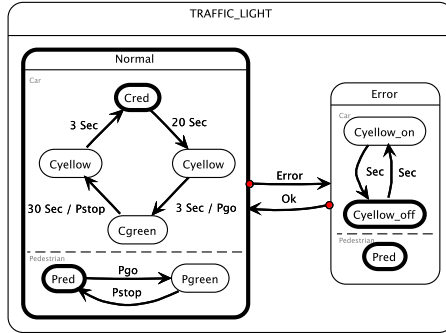 TRAFFIC_LIGHT
Normal
Car
Cred
3 Sec
20 Sec
Cyellow
Cyellow
30 Sec / Pstop
3 Sec / Pgo
Cgreen
Pedestrian
Pred
Pgo
Pgreen
Pstop
Error
Ok
Error
Car
Cyellow_on
Sec
Sec
Cyellow_off
Pedestrian
Pred